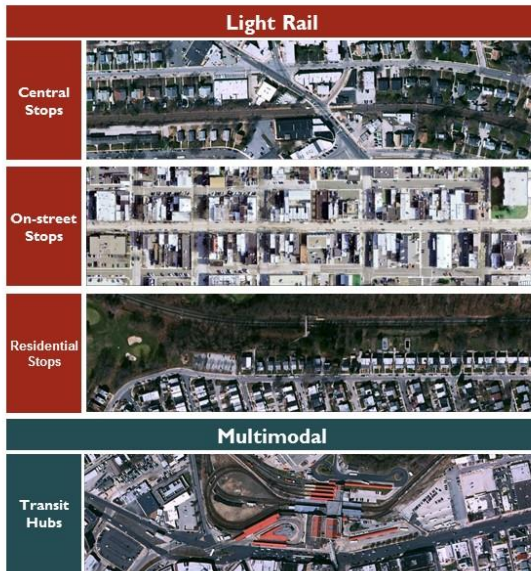 Light Rail
Central
Stops
On-street
Stops
Residential
Stops
Multimodal
Transit
Hubs